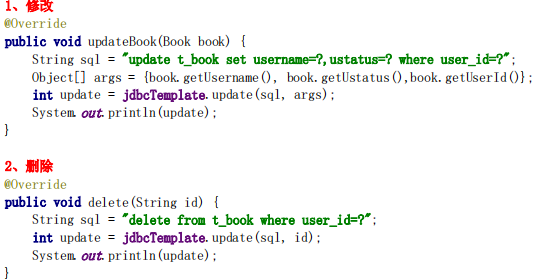 1、修改
@Override
public void updateBook(Book book) {
String sql = "update t_book set username=?,ustatus=? where user_id=?";
Object[] args = {book.getUsername(), book.getUstatus(),book.getUserId()};
int update = jdbcTemplate.update(sql, args);
System.out.println(update);
}
2、删除
@Override
public void delete(String id) {
String sql = "delete from t_book where user_id=?";
int update = jdbcTemplate.update(sql, id);
System.out.println(update);
}